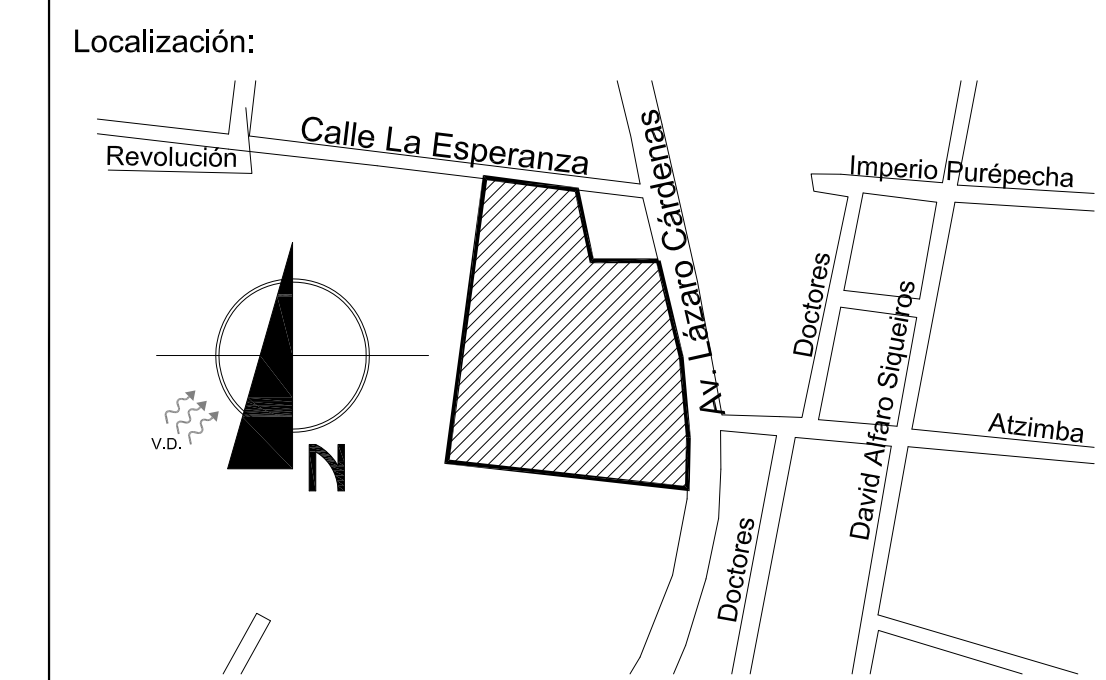 Localización:
Calle La Esperanza
Revolución
Av. Lázaro Cárdenas
Imperio Purépecha
Doctores
David Alfaro Siqueiros
Atzimba
V.D.
N
Doctores